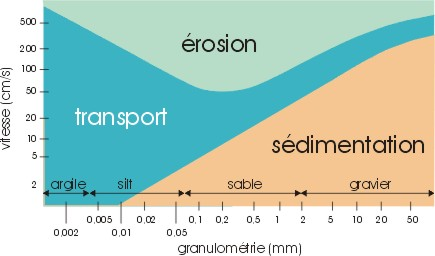 vitesse (cm/s)
500
200
100
50
20
10
5
2
érosion
transport
sédimentation
argile silt sable gravier
0.005 0.02 0,1 0,2 0,5 1 2 5 10 20 50
0.002 0,01 0.05
granulométrie (mm)